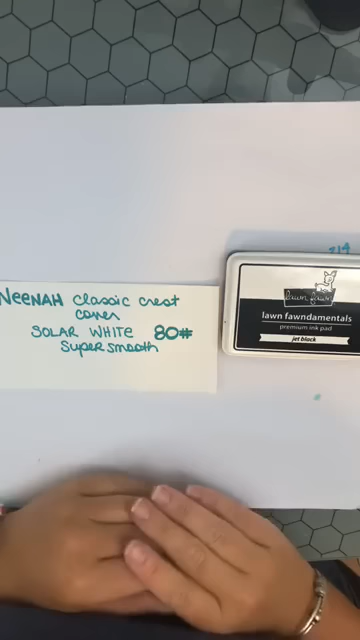 NEENAH Classic crest
cover
SOLAR WHITE 80#
Super smooth
lawn fawn
lawn fawndamentals
premium ink pad
jet black